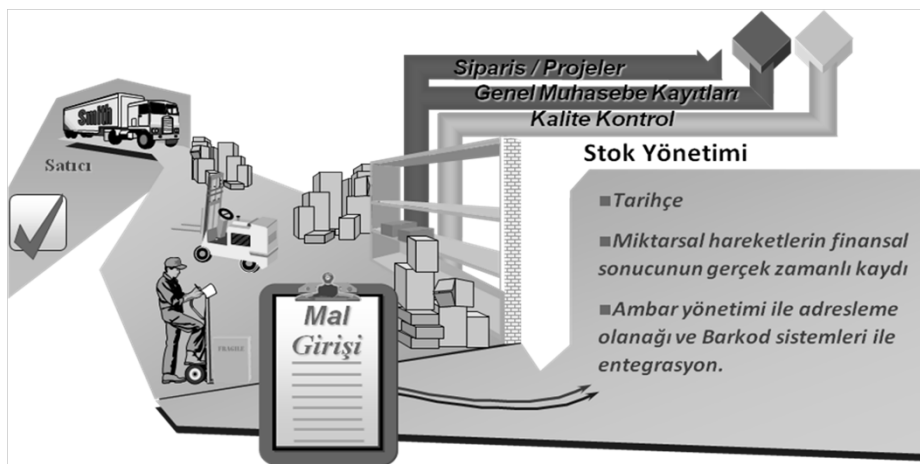 Siparis / Projeler
Genel Muhasebe Kayıtları
Kalite Kontrol
Smith
Satıcı
Stok Yönetimi
Tarihçe
Miktarsal hareketlerin finansal
sonucunun gerçek zamanlı kaydı
Ambar yönetimi ile adresleme
olanağı ve Barkod sistemleri ile
entegrasyon.
Mal
Girişi
FRAGILE